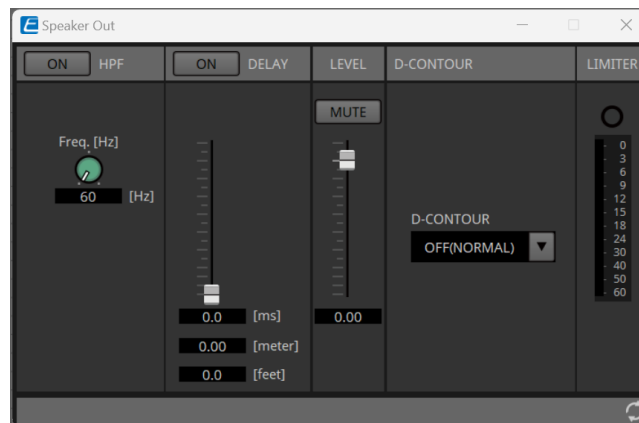 E Speaker Out
ON HPF ON DELAY LEVEL D-CONTOUR LIMITER
MUTE
Freq. [Hz]
60 [Hz]
D-CONTOUR
OFF(NORMAL)
0.0 [ms]
0.00 [meter]
0.0 [feet]
0.00
0
3
6
9
12
15
18
24
30
40
50
60